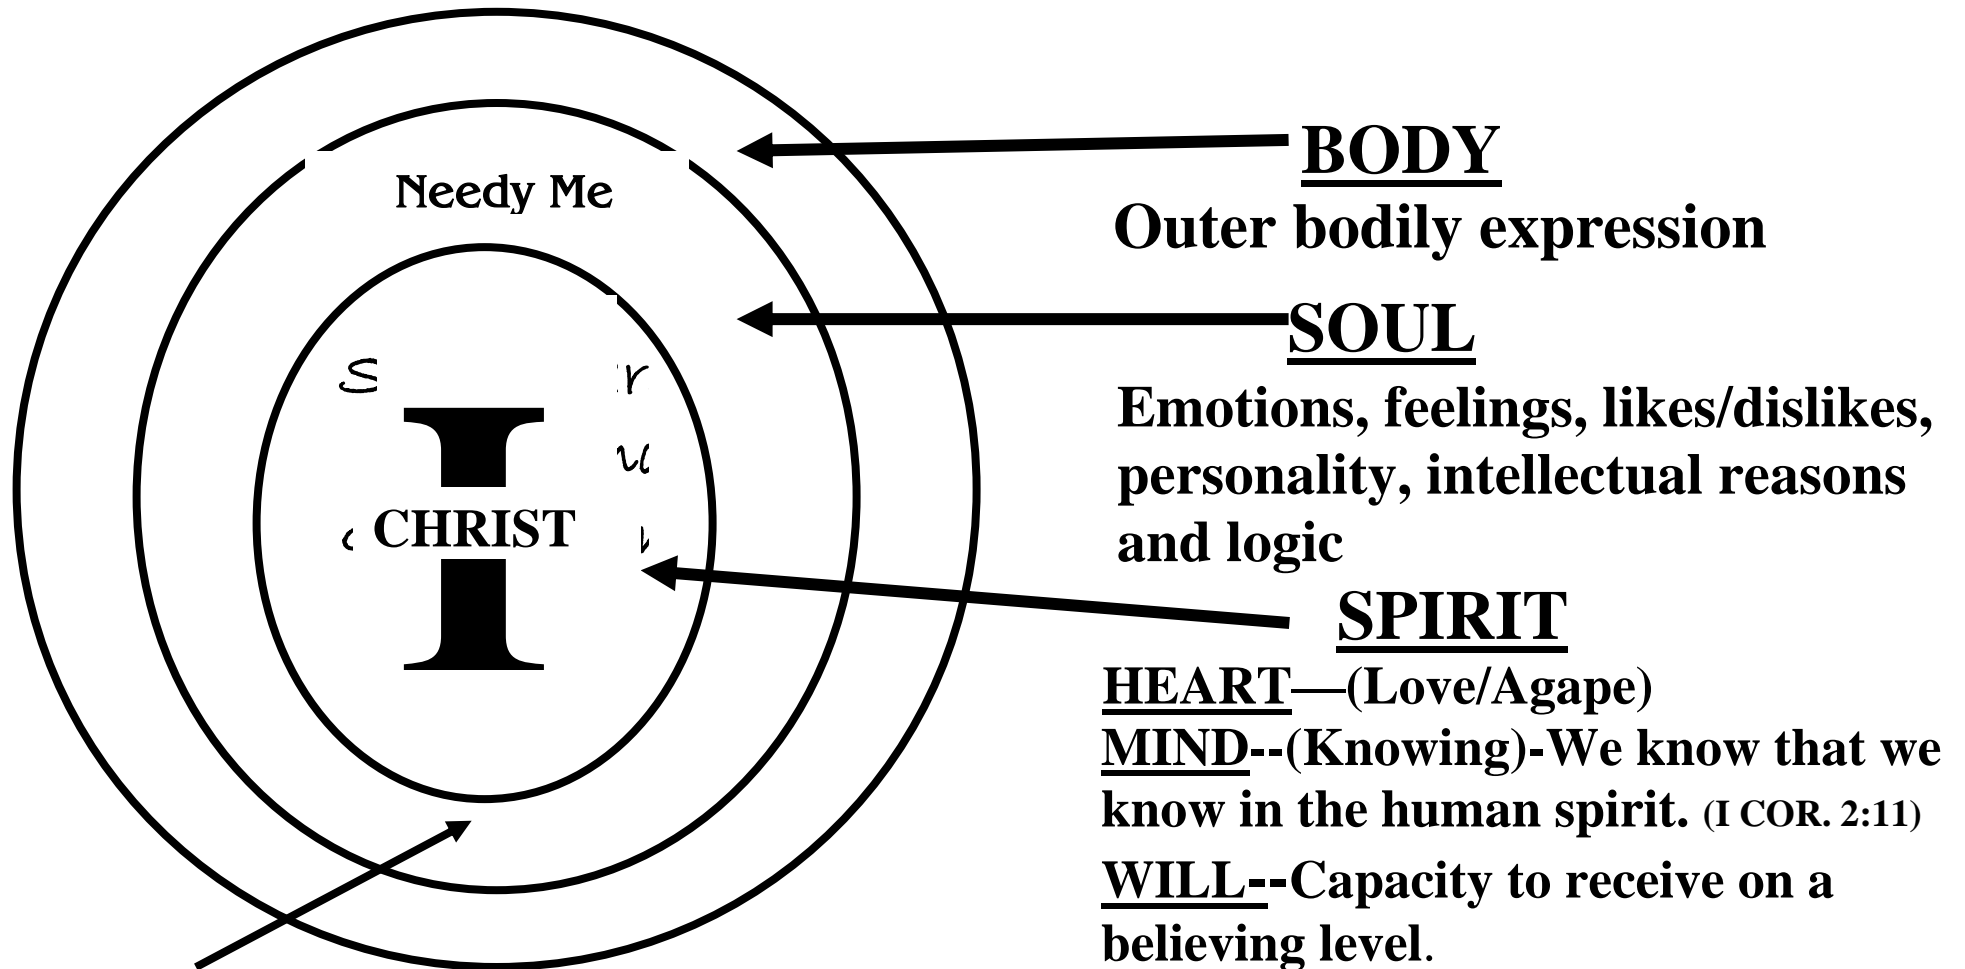 Needy Me
I
CHRIST
BODY
Outer bodily expression
SOUL
Emotions, feelings, likes/dislikes,
personality, intellectual reasons
and logic
SPIRIT
HEART—(Love/Agape)
MIND--(Knowing)-We know that we
know in the human spirit. (I COR. 2:11)
WILL--Capacity to receive on a
believing level.